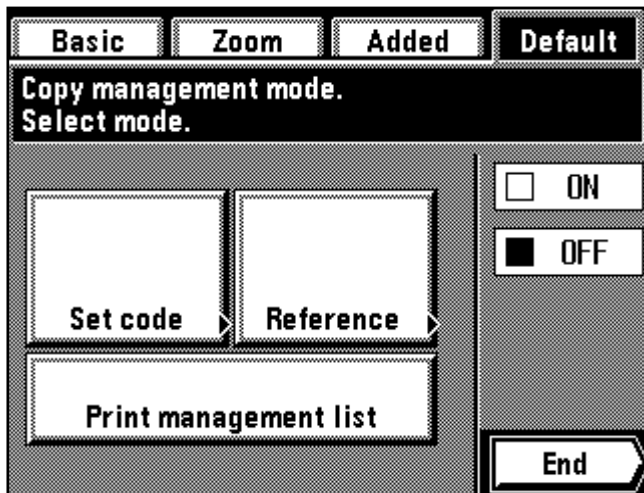 Basic Zoom Added Default
Copy management mode.
Select mode.
ON
OFF
Set code Reference
Print management list
End